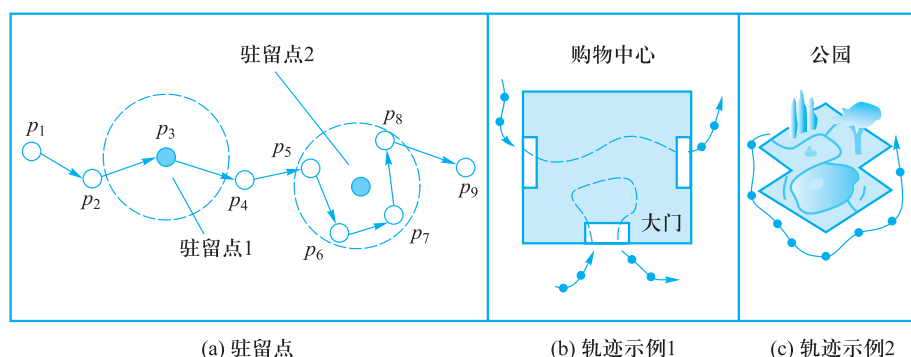 驻留点2
购物中心
公园
p1
p3
p5
p8
p2
p4
p9
p6
p7
驻留点1
大门
(a) 驻留点
(b) 轨迹示例1
(c) 轨迹示例2